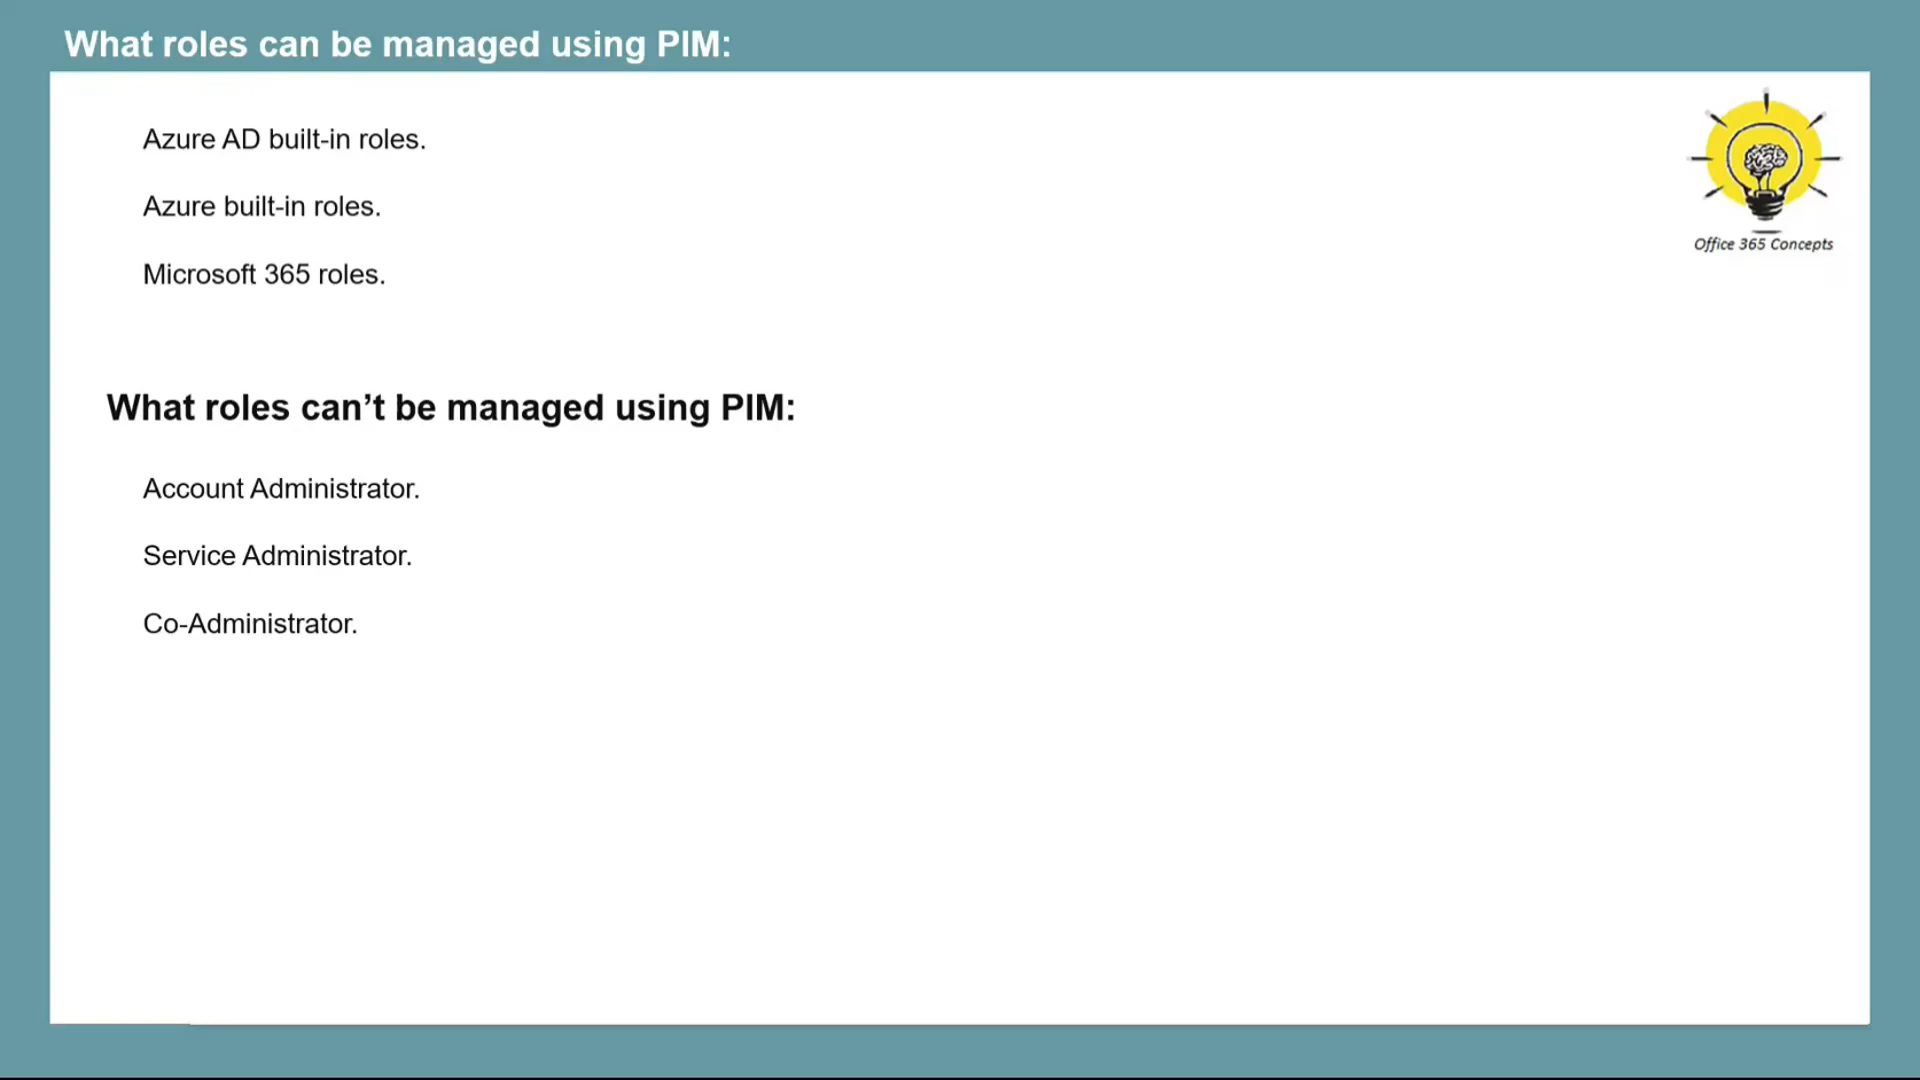 What roles can be managed using PIM:
Azure AD built-in roles.
Azure built-in roles.
Microsoft 365 roles.
Office 365 Concepts
What roles can’t be managed using PIM:
Account Administrator.
Service Administrator.
Co-Administrator.